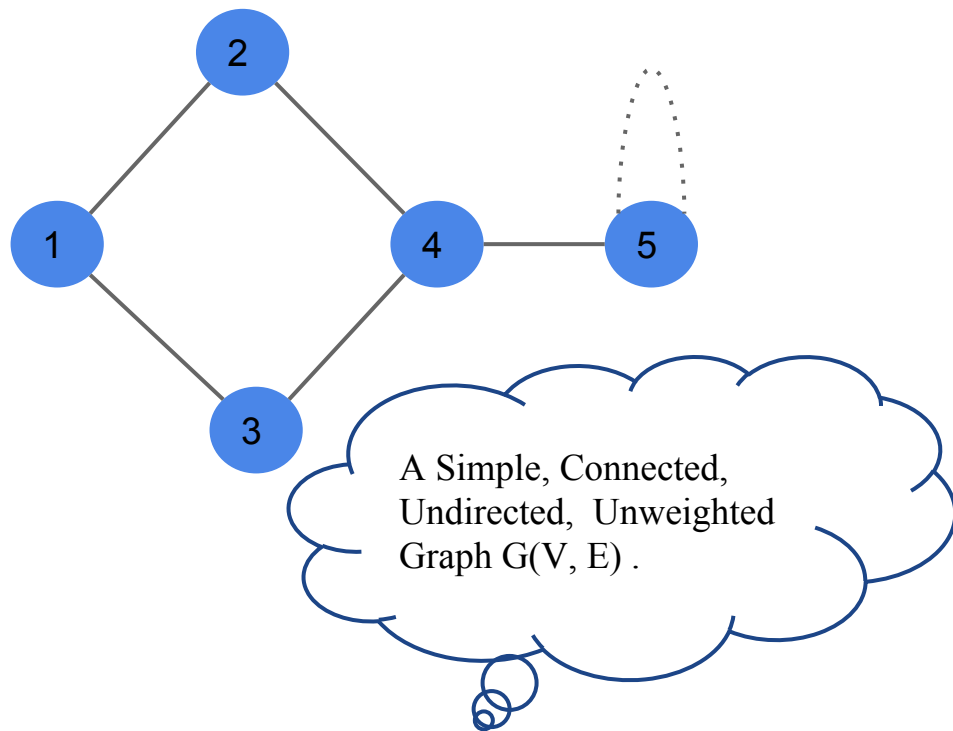 2
1
4
5
3
A Simple, Connected,
Undirected,  Unweighted
Graph G(V, E) .